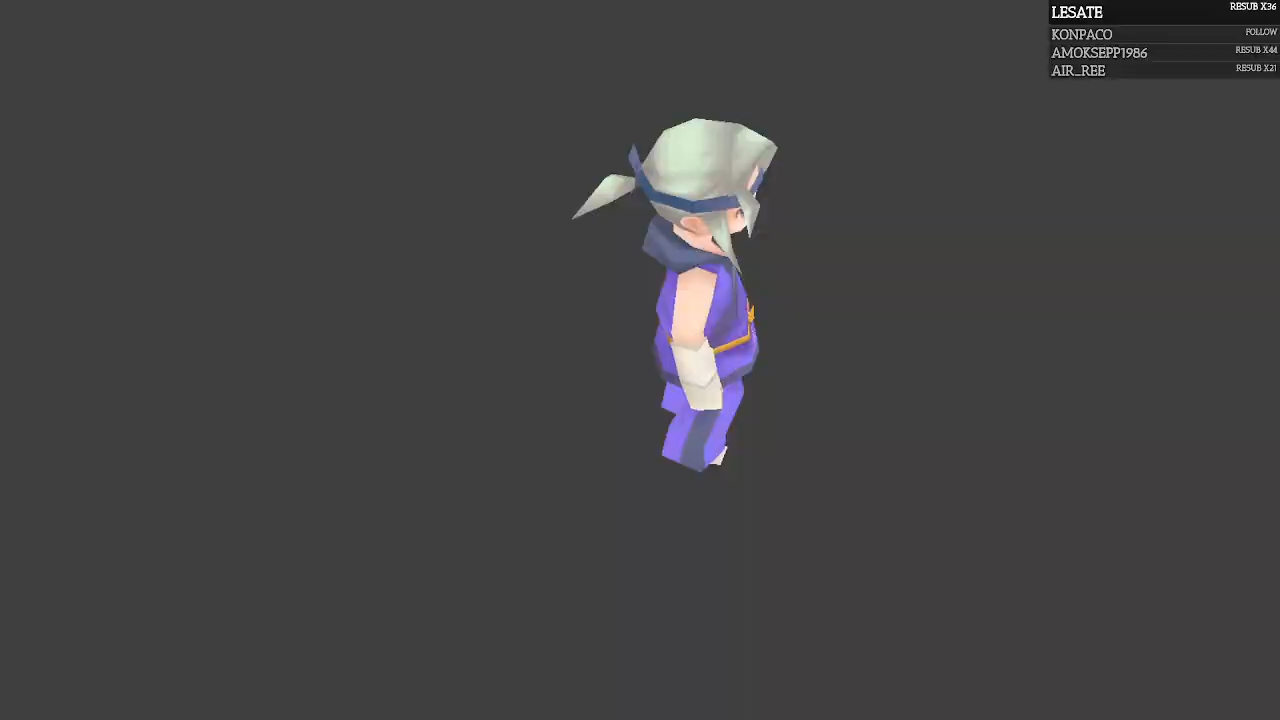 LESATE RESUB X36
KONPACO FOLLOW
AMOKSEPP1986 RESUB X44
AIR_REE RESUB X21